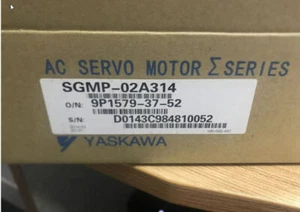 AC SERVO MOTOR Σ SERIES
SGMP-02A314
O/N: 9P1579-37-52
S/N: D0143C984810052
YASKAWA